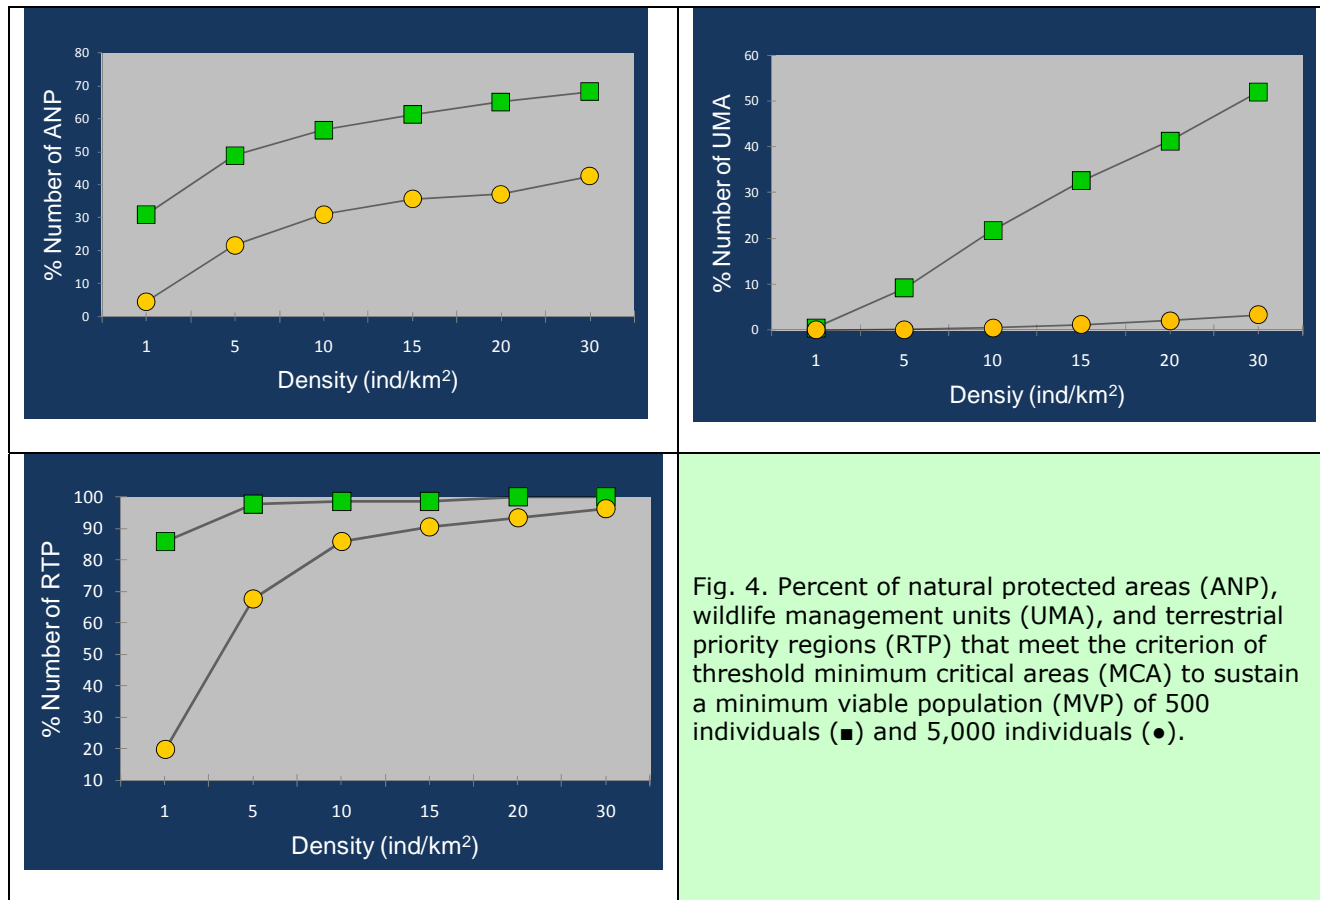 80
70
60
50
40
30
20
10
0
% Number of ANP
1 5 10 15 20 30
Density (ind/km²)
60
50
40
30
20
10
0
% Number of UMA
1 5 10 15 20 30
Densiy (ind/km²)
100
90
80
70
60
50
40
30
20
10
% Number of RTP
1 5 10 15 20 30
Density (ind/km²)
Fig. 4. Percent of natural protected areas (ANP),
wildlife management units (UMA), and terrestrial
priority regions (RTP) that meet the criterion of
threshold minimum critical areas (MCA) to sustain
a minimum viable population (MVP) of 500
individuals (■) and 5,000 individuals (●).